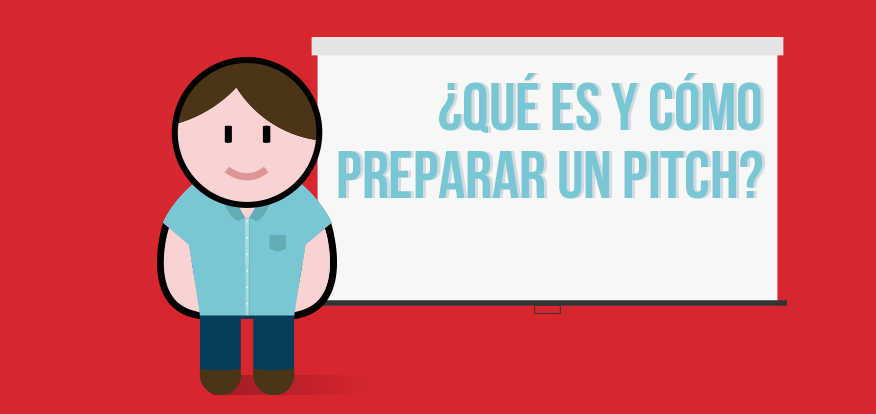 ¿QUÉ ES Y CÓMO
PREPARAR UN PITCH?